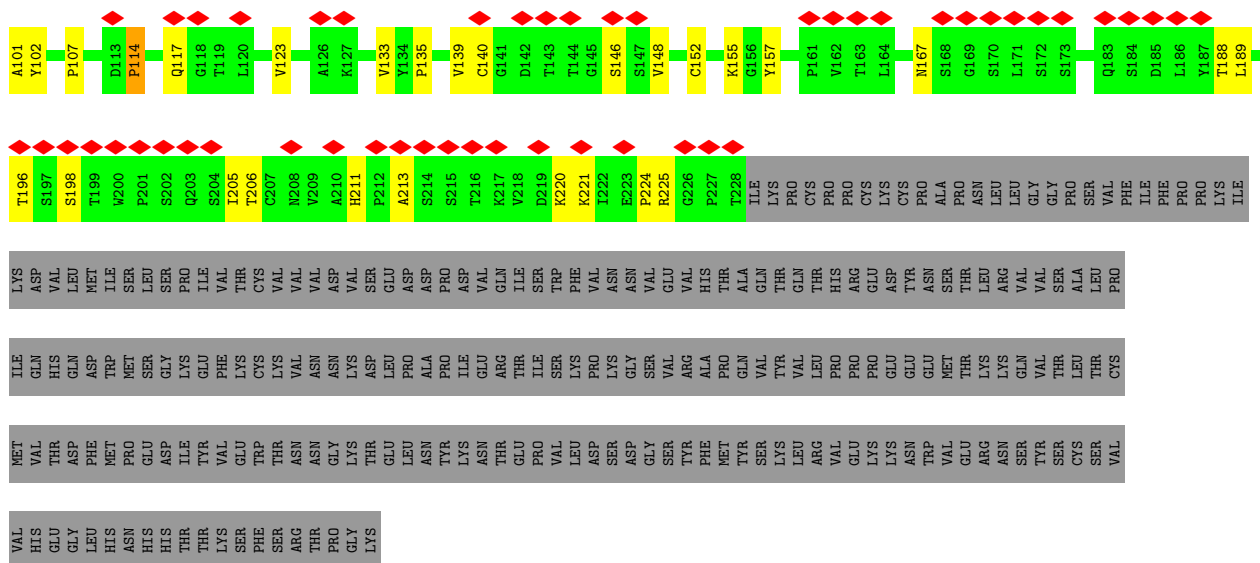 A101 Y102 P107 D113 P114 Q117 G118 T119 L120 V123 A126 K127 V133 Y134 P135 V139 C140 G141 D142 T143 T144 G145 S146 S147 V148 C152 K155 G156 Y157 P161 V162 T163 L164 N167 S168 G169 S170 L171 S172 S173 Q183 S184 D185 L186 Y187 T188 L189
T196 S197 S198 T199 W200 P201 S202 Q203 S204 I205 T206 C207 N208 V209 A210 H211 P212 A213 S214 S215 T216 K217 V218 D219 K220 K221 I222 E223 P224 R225 G226 P227 T228 ILE LYS PRO CYS PRO PRO CYS LYS CYS PRO ALA PRO ASN LEU LEU GLY GLY PRO SER VAL PHE ILE PHE PRO PRO LYS ILE
LYS ASP VAL LEU MET ILE SER LEU SER PRO ILE VAL THR CYS VAL VAL VAL ASP VAL SER GLU ASP ASP PRO ASP VAL GLN ILE SER TRP PHE VAL ASN ASN VAL GLU VAL HIS THR ALA GLN THR GLN THR HIS ARG GLU ASP TYR ASN SER THR LEU ARG VAL VAL SER ALA LEU PRO
ILE GLN HIS GLN ASP TRP MET SER GLY LYS GLU PHE LYS CYS LYS VAL ASN ASN LYS ASP LEU PRO ALA PRO ILE GLU ARG THR ILE SER LYS PRO LYS GLY SER VAL ARG ALA PRO GLN VAL TYR VAL LEU PRO PRO PRO GLU GLU GLU MET THR LYS LYS GLN VAL THR LEU THR CYS
MET VAL THR ASP PHE MET PRO GLU ASP ILE TYR VAL GLU TRP THR ASN ASN GLY LYS THR GLU LEU ASN TYR LYS ASN THR GLU PRO VAL LEU ASP SER ASP GLY SER TYR PHE MET TYR SER LYS LEU ARG VAL GLU LYS LYS ASN TRP VAL GLU ARG ASN SER TYR SER CYS SER VAL
VAL HIS GLU GLY LEU HIS ASN HIS HIS THR THR LYS SER PHE SER ARG THR PRO GLY LYS